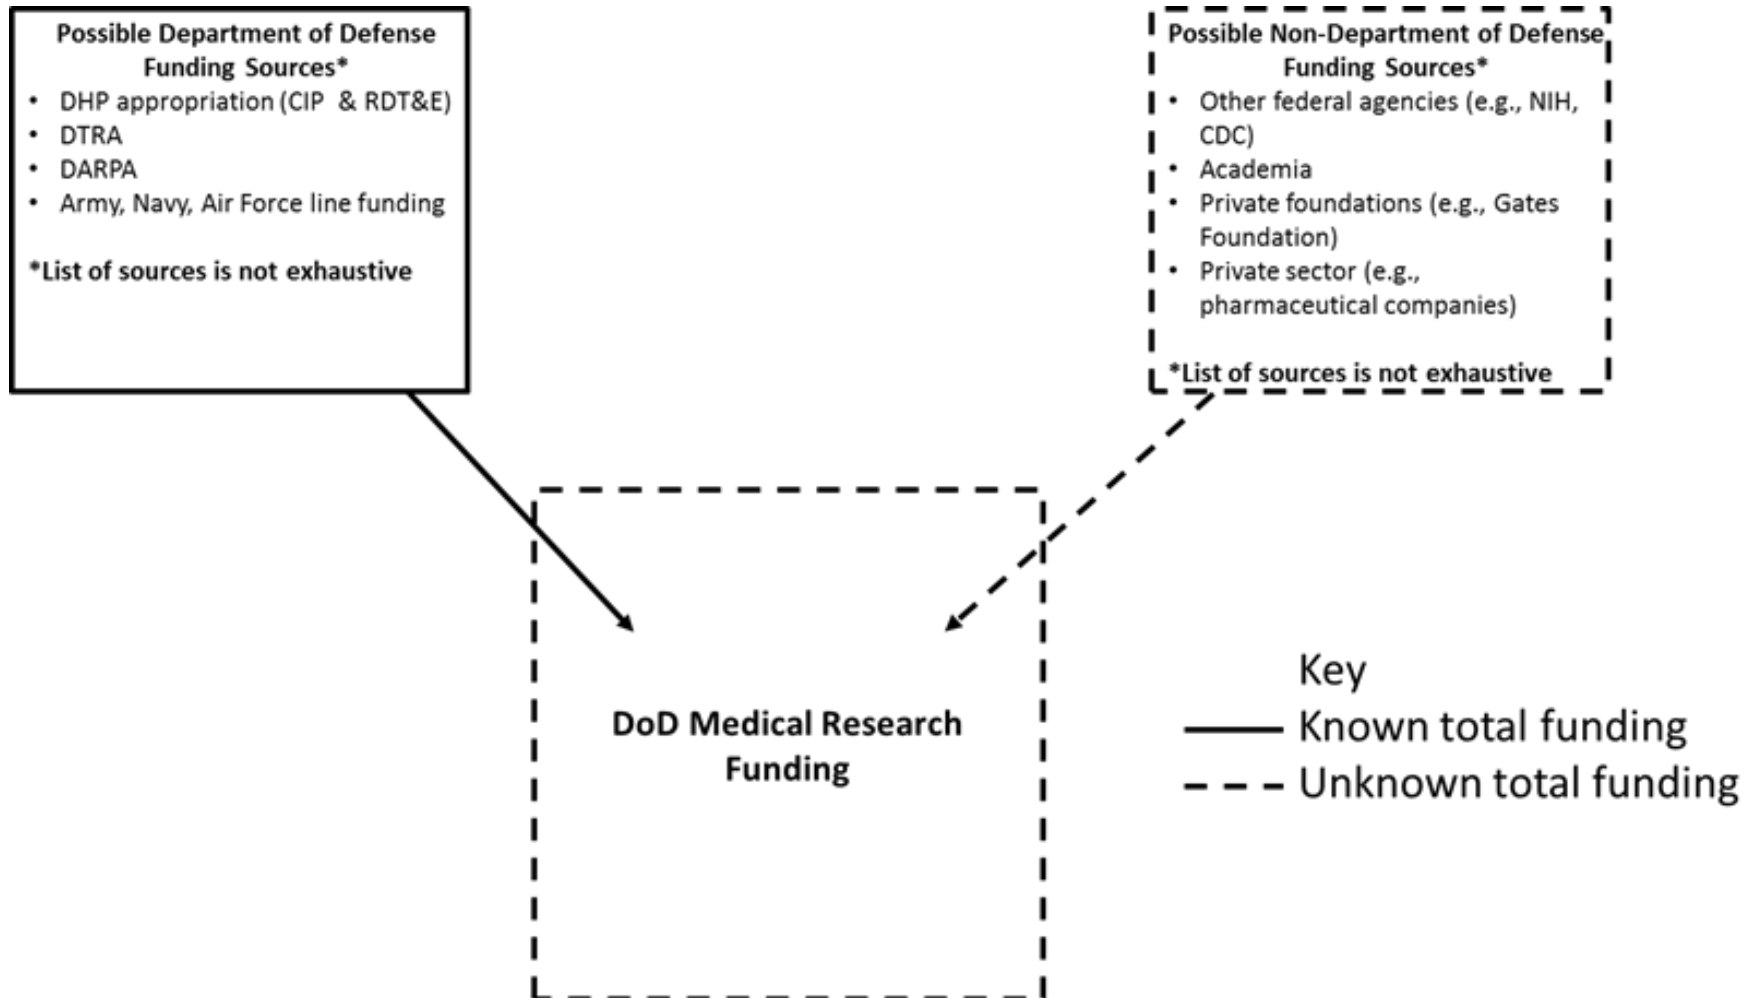 Possible Department of Defense
Funding Sources*
• DHP appropriation (CIP & RDT&E)
• DTRA
• DARPA
• Army, Navy, Air Force line funding
*List of sources is not exhaustive
Possible Non-Department of Defense
Funding Sources*
• Other federal agencies (e.g., NIH,
CDC)
• Academia
• Private foundations (e.g., Gates
Foundation)
• Private sector (e.g.,
pharmaceutical companies)
*List of sources is not exhaustive
DoD Medical Research
Funding
Key
Known total funding
Unknown total funding